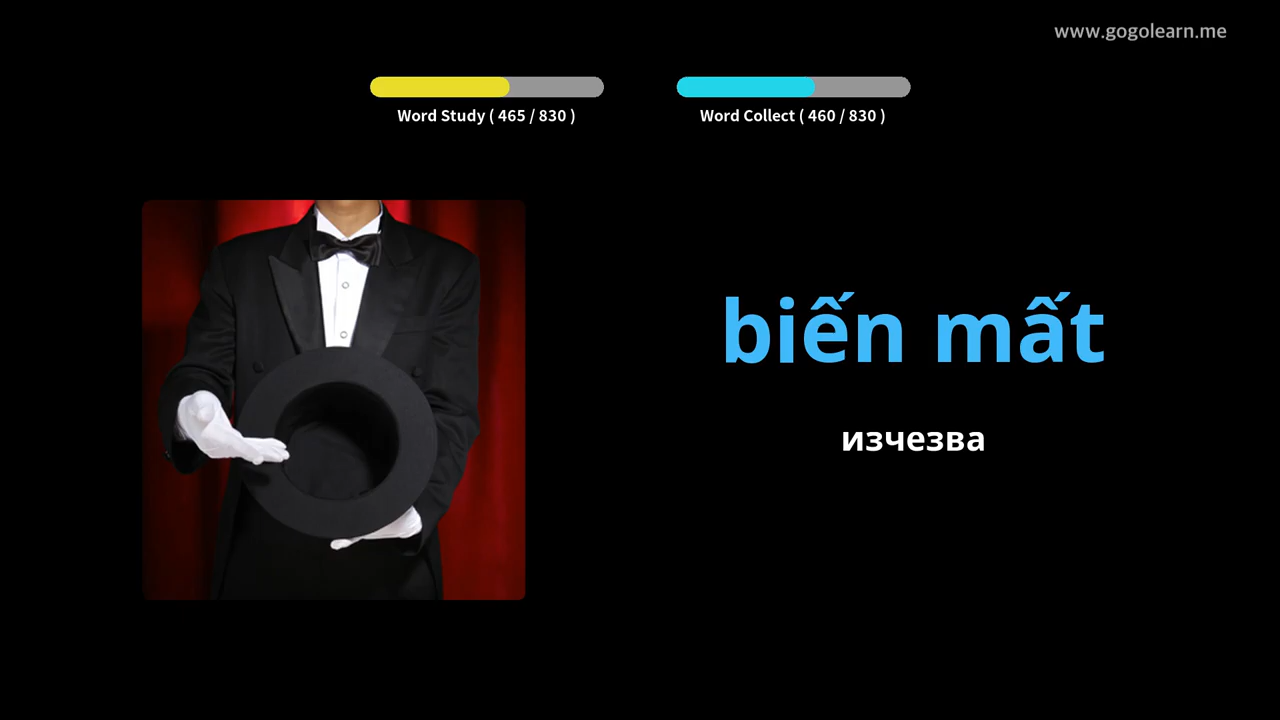 www.gogolearn.me
Word Study ( 465 / 830 )
Word Collect ( 460 / 830 )
biến mất
изчезва